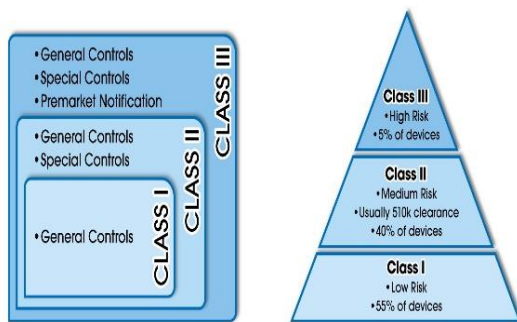 • General Controls
• Special Controls
• Premarket Notification
CLASS III
• General Controls
• Special Controls
CLASS II
• General Controls
CLASS I
Class III
• High Risk
• 5% of devices
Class II
• Medium Risk
• Usually 510k clearance
• 40% of devices
Class I
• Low Risk
• 55% of devices